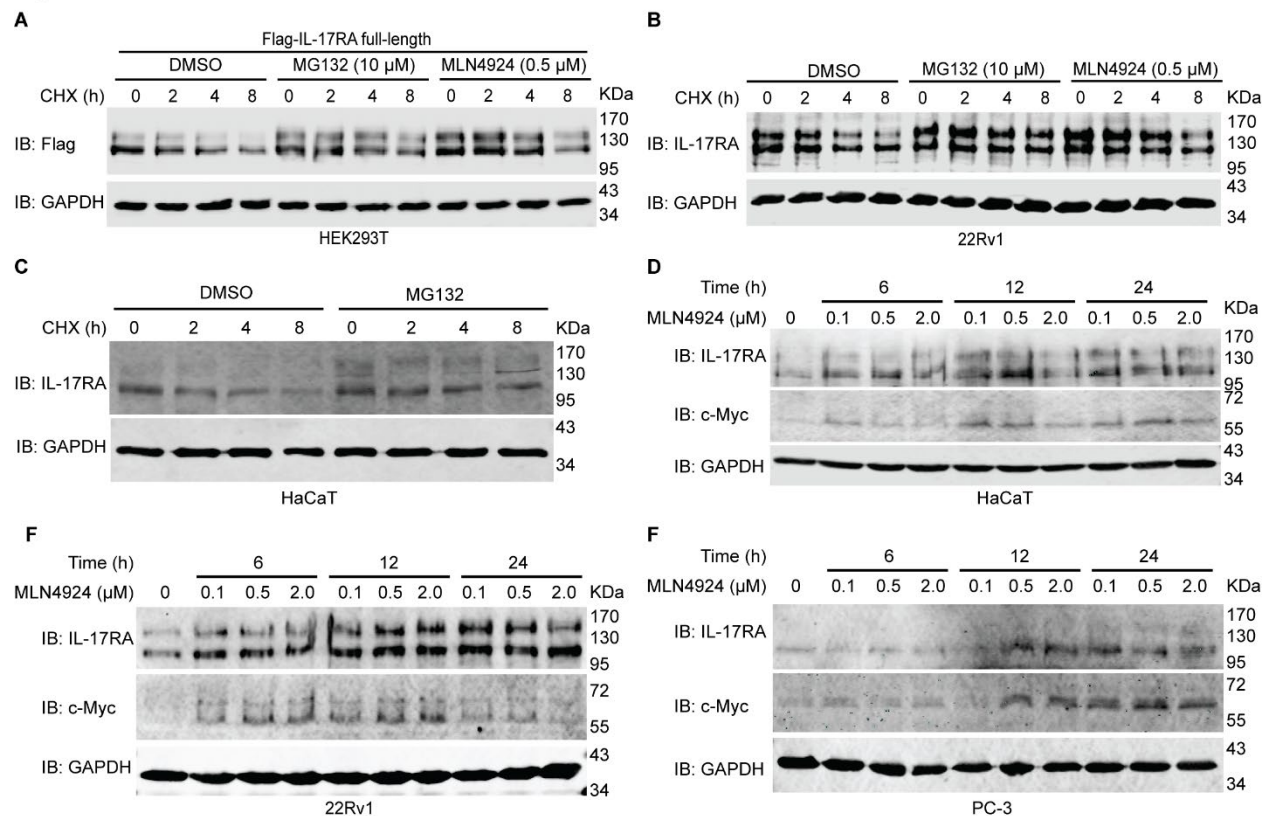 A
Flag-IL-17RA full-length
DMSO MG132 (10 µM) MLN4924 (0.5 µM)
CHX (h) 0 2 4 8 0 2 4 8 0 2 4 8 KDa
170
IB: Flag 130
95
IB: GAPDH 43
34
HEK293T
B
DMSO MG132 (10 µM) MLN4924 (0.5 µM)
CHX (h) 0 2 4 8 0 2 4 8 0 2 4 8 KDa
170
IB: IL-17RA 130
95
43
IB: GAPDH
34
22Rv1
C
DMSO MG132
CHX (h) 0 2 4 8 0 2 4 8 KDa
170
IB: IL-17RA 130
95
43
IB: GAPDH
34
HaCaT
D
Time (h) 6 12 24
KDa
MLN4924 (µM) 0 0.1 0.5 2.0 0.1 0.5 2.0 0.1 0.5 2.0
170
IB: IL-17RA 130
95
72
IB: c-Myc
55
43
IB: GAPDH
34
HaCaT
F
Time (h) 6 12 24
MLN4924 (µM) 0 0.1 0.5 2.0 0.1 0.5 2.0 0.1 0.5 2.0 KDa
170
IB: IL-17RA 130
95
72
IB: c-Myc
55
43
IB: GAPDH
34
22Rv1
F
Time (h) 6 12 24
MLN4924 (µM) 0 0.1 0.5 2.0 0.1 0.5 2.0 0.1 0.5 2.0 KDa
170
IB: IL-17RA 130
95
72
IB: c-Myc
55
43
IB: GAPDH
34
PC-3